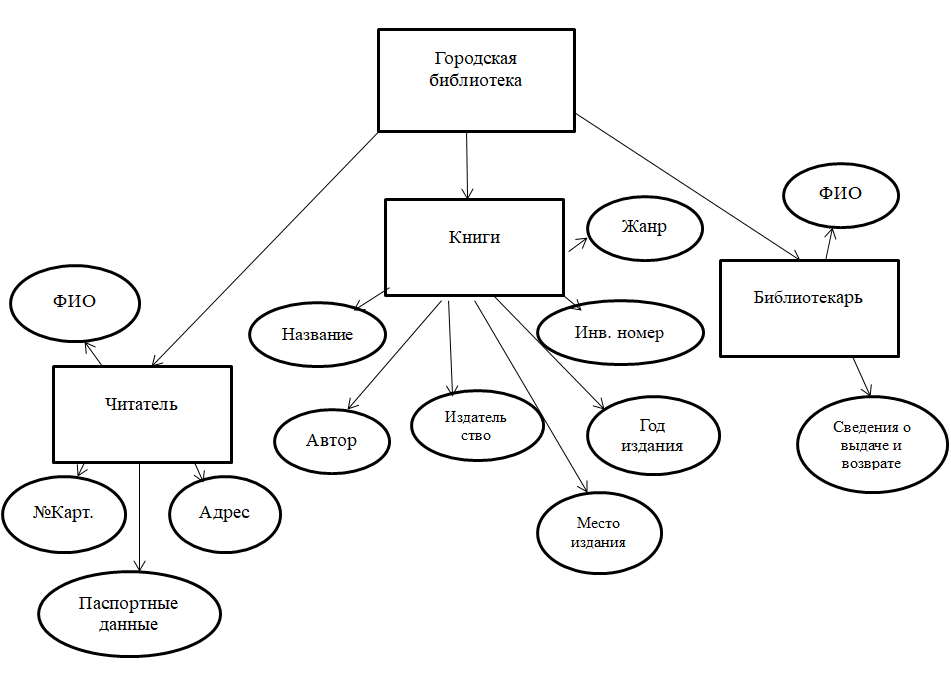 Городская
библиотека
ФИО
Жанр
Книги
Библиотекарь
ФИО
Название
Инв. номер
Читатель
Издатель
ство
Год
издания
Автор
Сведения о
выдаче и
возврате
№Карт.
Адрес
Место
издания
Паспортные
данные